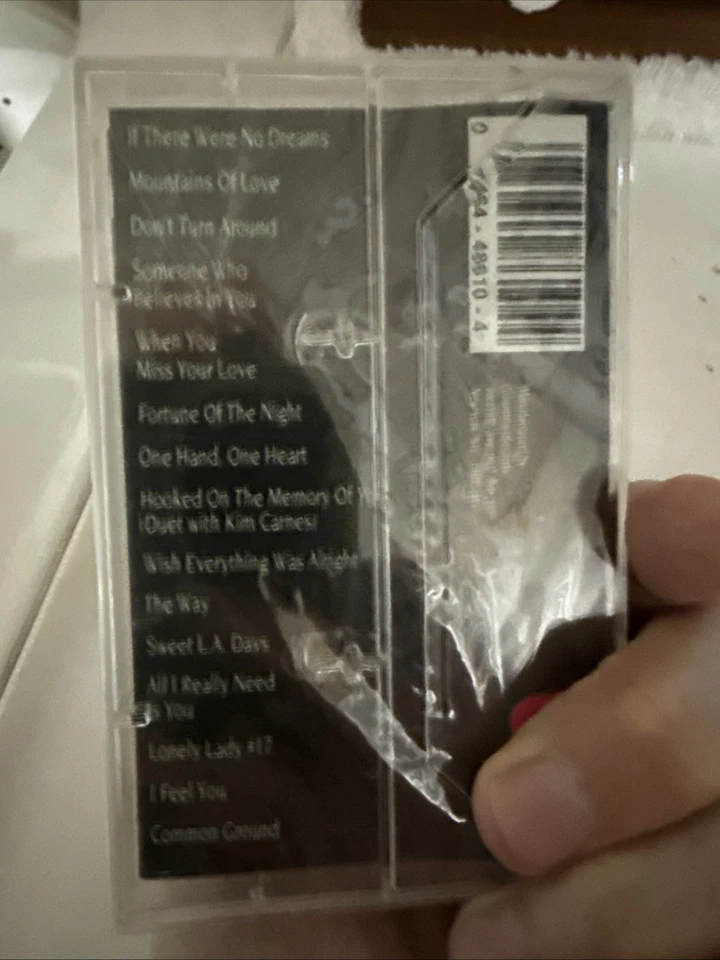 If There Were No Dreams
Mountains Of Love
Don't Turn Around
Someone Who
Believes In You
When You
Miss Your Love
Fortune Of The Night
One Hand, One Heart
Hooked On The Memory Of
(Duet with Kim Carnes)
Wish Everything Was Alright
The Way
Sweet L.A. Days
All I Really Need
Is You
Lonely Lady #17
I Feel You
Common Ground
0
4